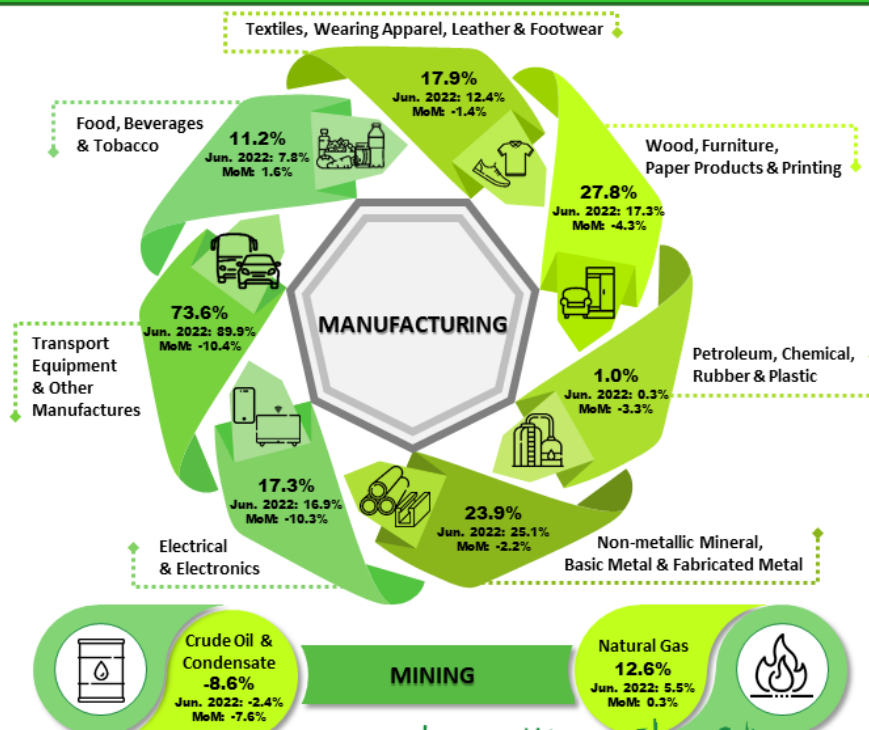 Textiles, Wearing Apparel, Leather & Footwear
17.9%
Jun. 2022: 12.4%
MoM: -1.4%
Food, Beverages
& Tobacco
11.2%
Jun. 2022: 7.8%
MoM: 1.6%
Wood, Furniture,
Paper Products & Printing
27.8%
Jun. 2022: 17.3%
MoM: -4.3%
73.6%
Jun. 2022: 89.9%
MoM: -10.4%
MANUFACTURING
Transport
Equipment
& Other
Manufactures
Petroleum, Chemical,
Rubber & Plastic
1.0%
Jun. 2022: 0.3%
MoM: -3.3%
17.3%
Jun. 2022: 16.9%
MoM: -10.3%
23.9%
Jun. 2022: 25.1%
MoM: -2.2%
Electrical
& Electronics
Non-metallic Mineral,
Basic Metal & Fabricated Metal
Crude Oil &
Condensate
-8.6%
Jun. 2022: -2.4%
MoM: -7.6%
MINING
Natural Gas
12.6%
Jun. 2022: 5.5%
MoM: 0.3%